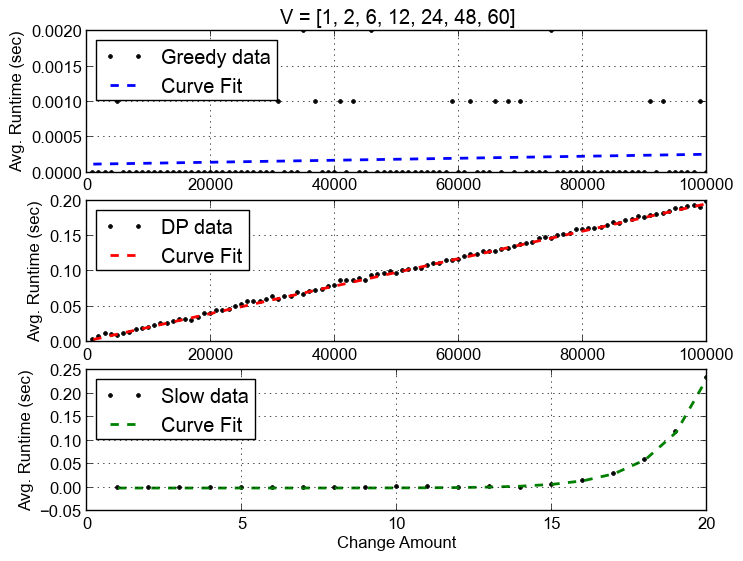 V = [1, 2, 6, 12, 24, 48, 60]
Avg. Runtime (sec)
0.0020
0.0015
0.0010
0.0005
0.0000
Greedy data
Curve Fit
0 20000 40000 60000 80000 100000
Avg. Runtime (sec)
0.20
0.15
0.10
0.05
0.00
DP data
Curve Fit
0 20000 40000 60000 80000 100000
Avg. Runtime (sec)
0.25
0.20
0.15
0.10
0.05
0.00
−0.05
Slow data
Curve Fit
0 5 10 15 20
Change Amount